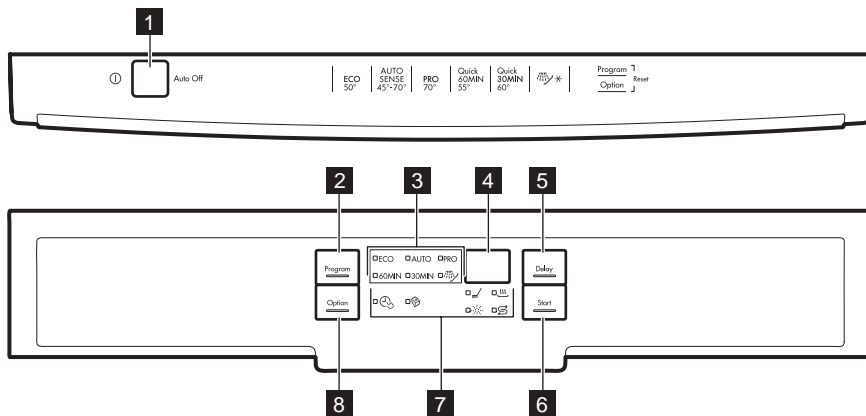 1
Auto Off
ECO 50°
AUTO SENSE 45°-70°
PRO 70°
Quick 60MIN 55°
Quick 30MIN 60°
Program
Option
Reset
2
3
4
5
Program
ECO AUTO PRO
60MIN 30MIN
Delay
Option
Start
8
7
6